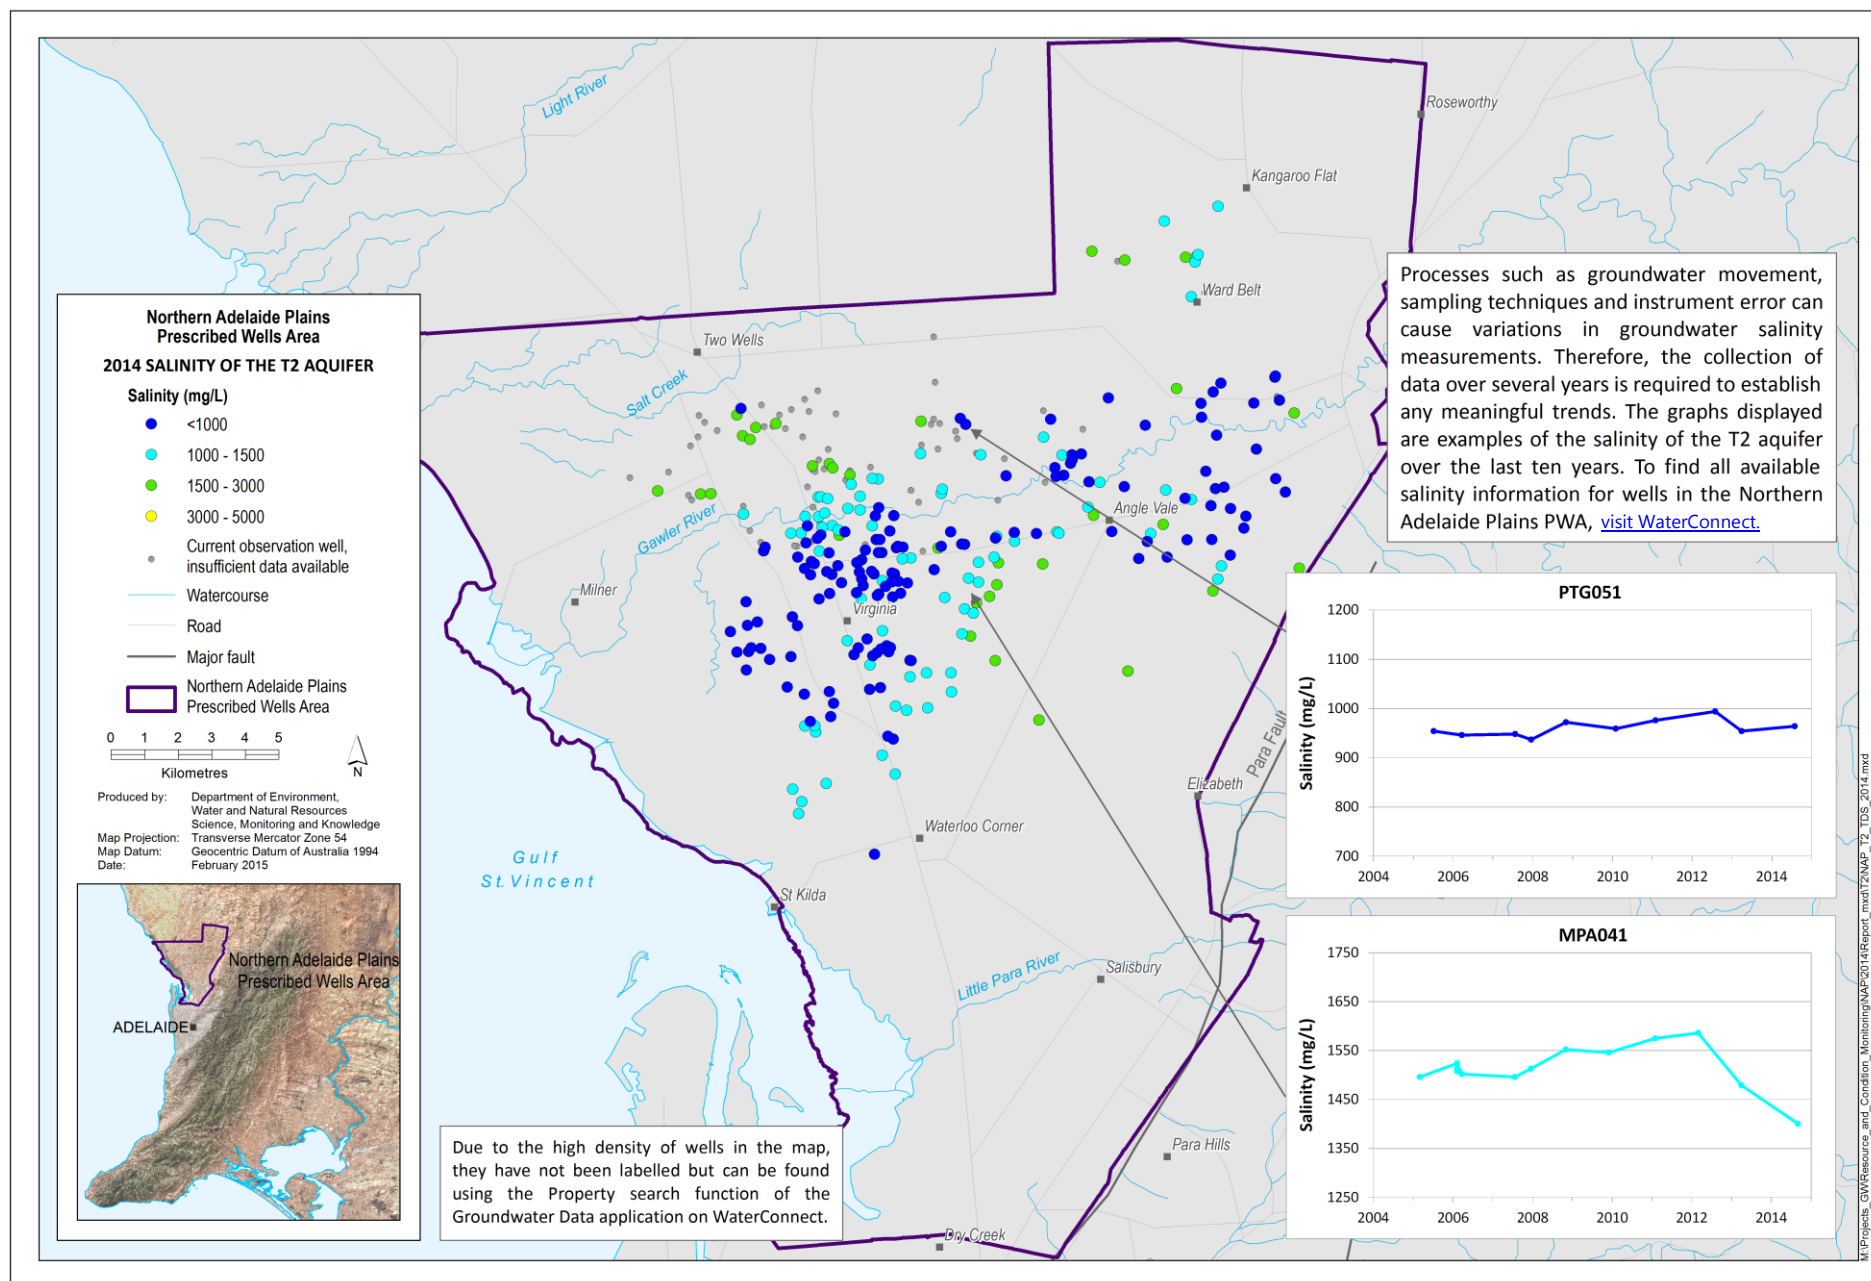 Light River
Roseworthy
Kangaroo Flat
Ward Belt
Two Wells
Salt Creek
Gawler River
Angle Vale
Milner
Virginia
Para Fault
Elizabeth
Waterloo Corner
Gulf
St. Vincent
St Kilda
Little Para River
Salisbury
Para Hills
Dry Creek
Northern Adelaide Plains
Prescribed Wells Area
2014 SALINITY OF THE T2 AQUIFER
Salinity (mg/L)
<1000
1000 - 1500
1500 - 3000
3000 - 5000
Current observation well,
insufficient data available
Watercourse
Road
Major fault
Northern Adelaide Plains
Prescribed Wells Area
0 1 2 3 4 5
Kilometres
N
Produced by: Department of Environment,
Water and Natural Resources
Science, Monitoring and Knowledge
Map Projection: Transverse Mercator Zone 54
Map Datum: Geocentric Datum of Australia 1994
Date: February 2015
Northern Adelaide Plains
Prescribed Wells Area
ADELAIDE
Due to the high density of wells in the map,
they have not been labelled but can be found
using the Property search function of the
Groundwater Data application on WaterConnect.
Processes such as groundwater movement,
sampling techniques and instrument error can
cause variations in groundwater salinity
measurements. Therefore, the collection of
data over several years is required to establish
any meaningful trends. The graphs displayed
are examples of the salinity of the T2 aquifer
over the last ten years. To find all available
salinity information for wells in the Northern
Adelaide Plains PWA, visit WaterConnect.
PTG051
Salinity (mg/L)
1200
1100
1000
900
800
700
2004 2006 2008 2010 2012 2014
MPA041
Salinity (mg/L)
1750
1650
1550
1450
1350
1250
2004 2006 2008 2010 2012 2014
M:\Projects_GW\Resource_and_Condition_Monitoring\NAP\2014\Report_mxd\T2\NAP_T2_TDS_2014.mxd